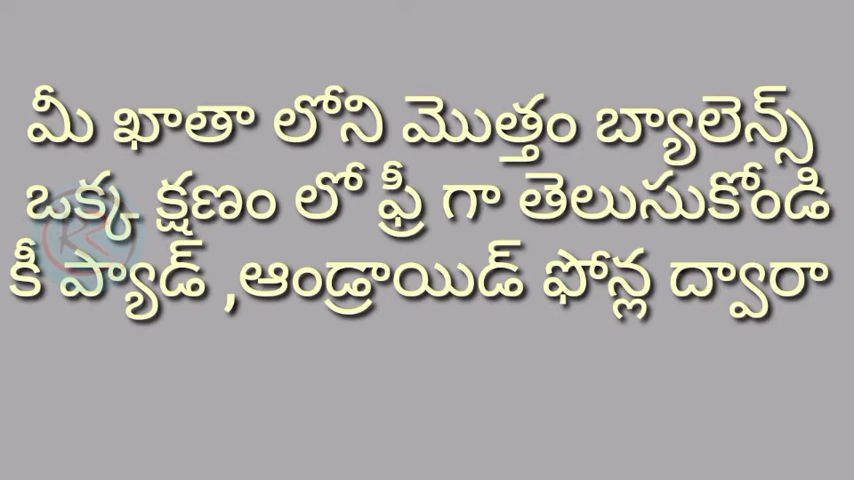 మీ ఖాతా లోని మొత్తం బ్యాలెన్స్
ఒక్క క్షణం లో ఫ్రీ గా తెలుసుకోండి
కీ ప్యాడ్ ,ఆండ్రాయిడ్ ఫోన్ల ద్వారా